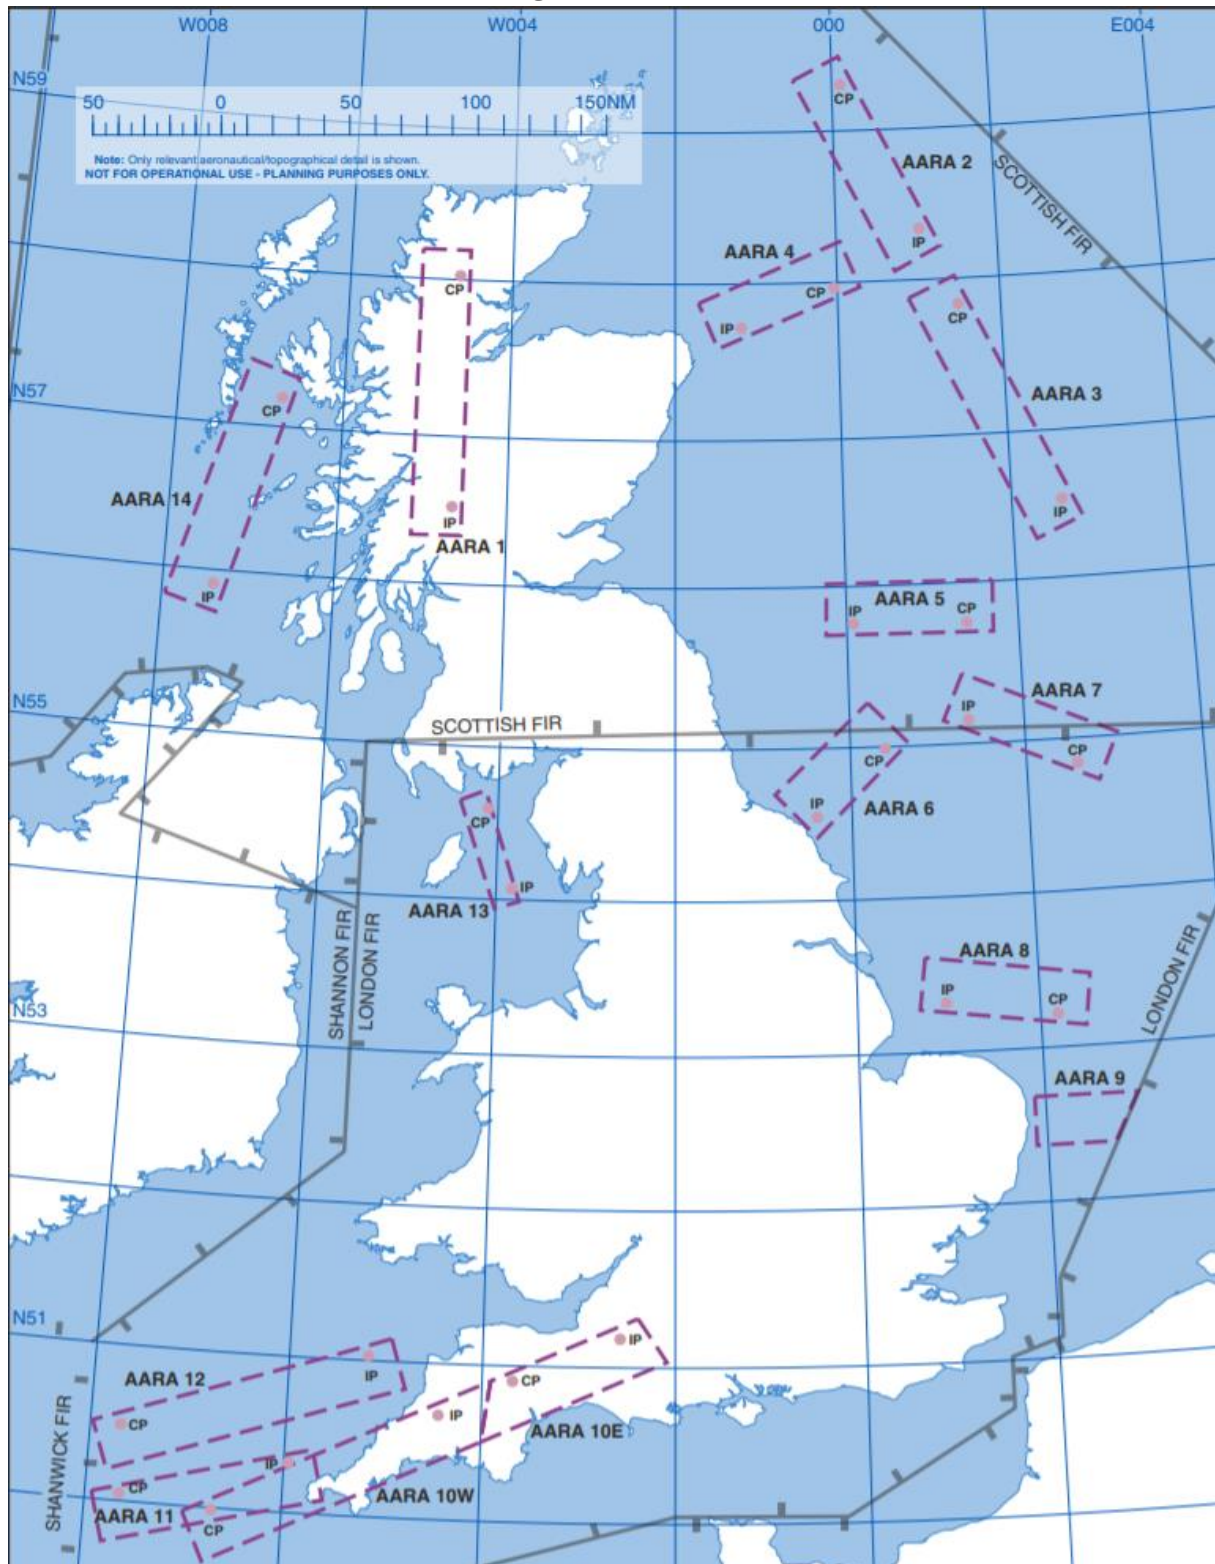 W008 W004 000 E004
N59
50 0 50 100 150NM
Note: Only relevant aeronautical/topographical detail is shown.
NOT FOR OPERATIONAL USE - PLANNING PURPOSES ONLY.
CP
AARA 2
SCOTTISH FIR
IP
AARA 4
CP
IP
CP
CP
AARA 3
IP
N57
CP
AARA 14
IP
IP
AARA 1
AARA 5
IP
CP
N55
SCOTTISH FIR
AARA 7
IP
CP
CP
IP
AARA 6
CP
IP
AARA 13
SHANNON FIR
LONDON FIR
AARA 8
IP
CP
LONDON FIR
N53
AARA 9
N51
AARA 12
IP
CP
IP
CP
IP
AARA 10E
SHANWICK FIR
IP
CP
AARA 11
AARA 10W
CP